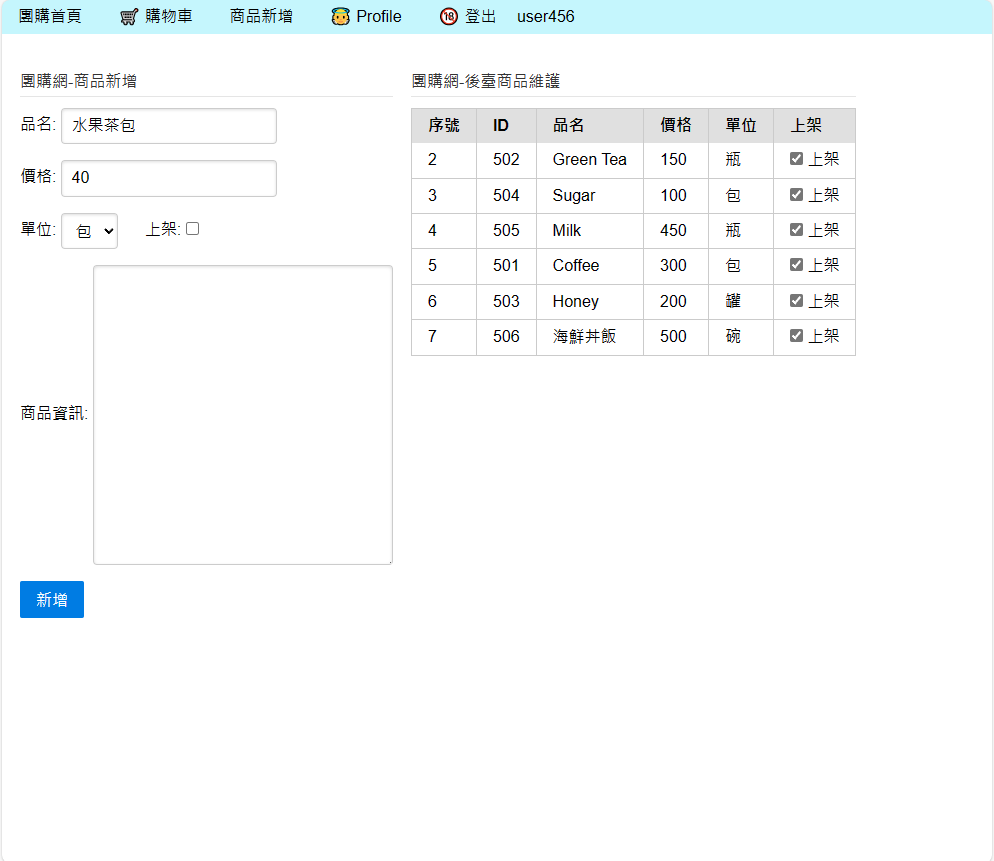 團購首頁 購物車 商品新增 Profile 登出 user456
團購網-商品新增
品名: 水果茶包
價格: 40
單位: 包 上架:
商品資訊:
新增
團購網-後臺商品維護
序號 ID 品名 價格 單位 上架
2 502 Green Tea 150 瓶 上架
3 504 Sugar 100 包 上架
4 505 Milk 450 瓶 上架
5 501 Coffee 300 包 上架
6 503 Honey 200 罐 上架
7 506 海鮮丼飯 500 碗 上架